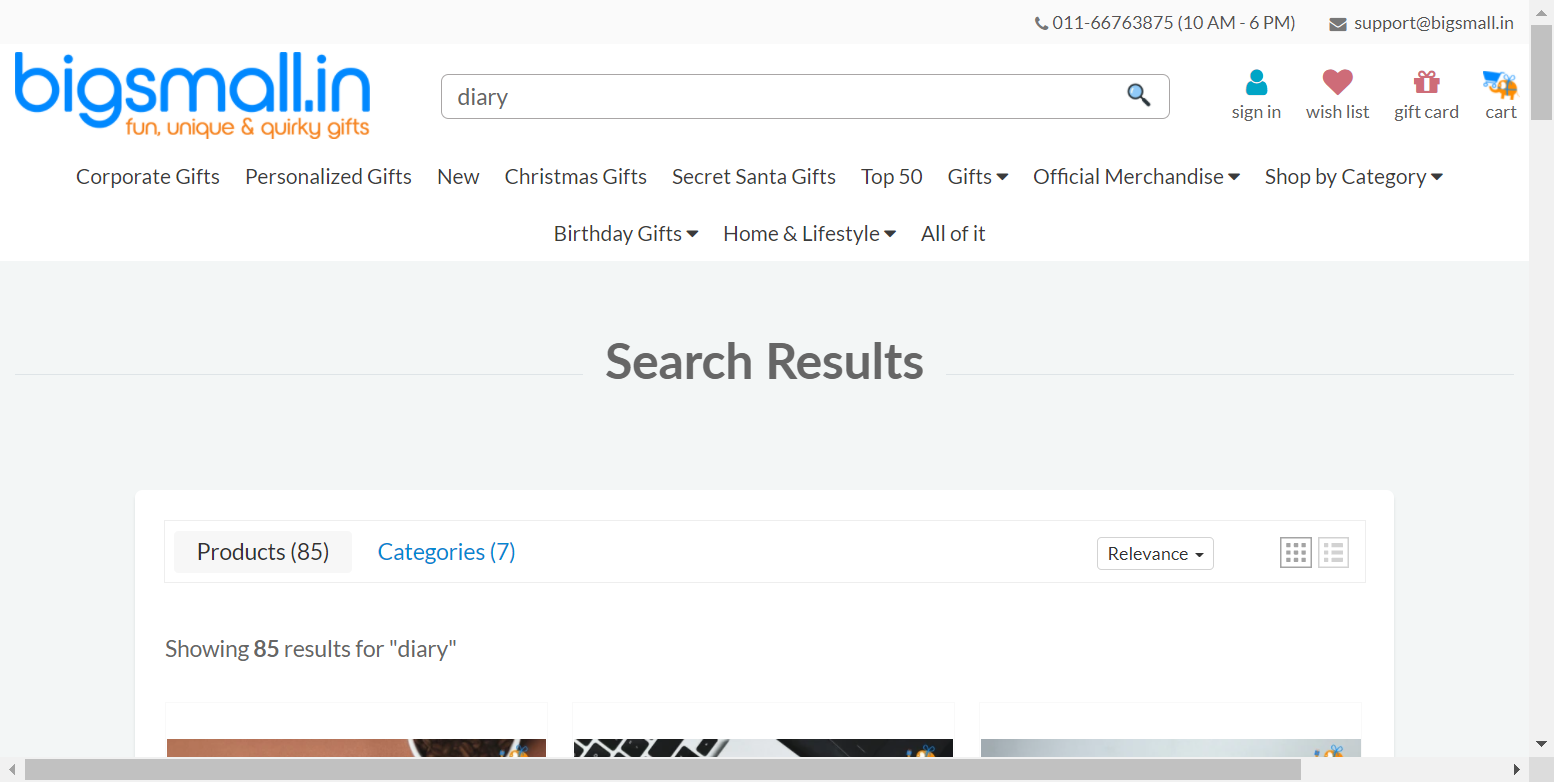 011-66763875 (10 AM - 6 PM) support@bigsmall.in
bigsmall.in
fun, unique & quirky gifts
diary
sign in wish list gift card cart
Corporate Gifts Personalized Gifts New Christmas Gifts Secret Santa Gifts Top 50 Gifts Official Merchandise Shop by Category
Birthday Gifts Home & Lifestyle All of it
Search Results
Products (85) Categories (7) Relevance
Showing 85 results for "diary"